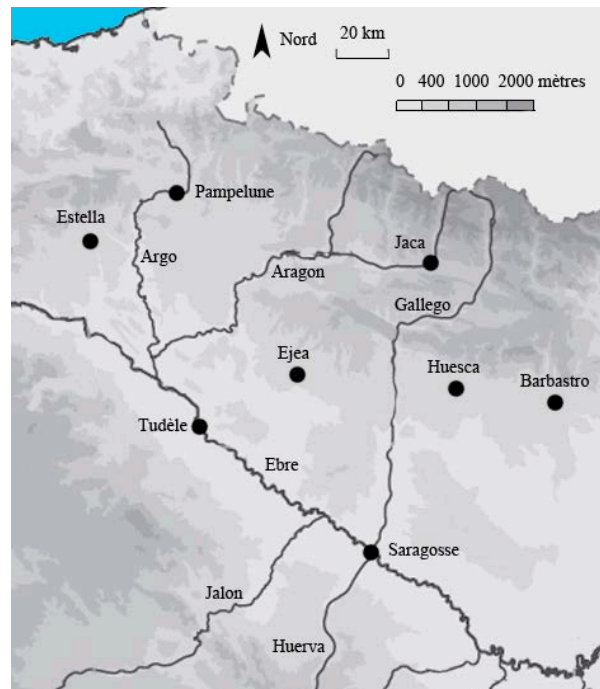 Nord
20 km
0 400 1000 2000 mètres
Pampelune
Estella
Argo
Jaca
Aragon
Gallego
Ejea
Huesca
Barbastro
Tudèle
Ebre
Saragosse
Jalon
Huerva